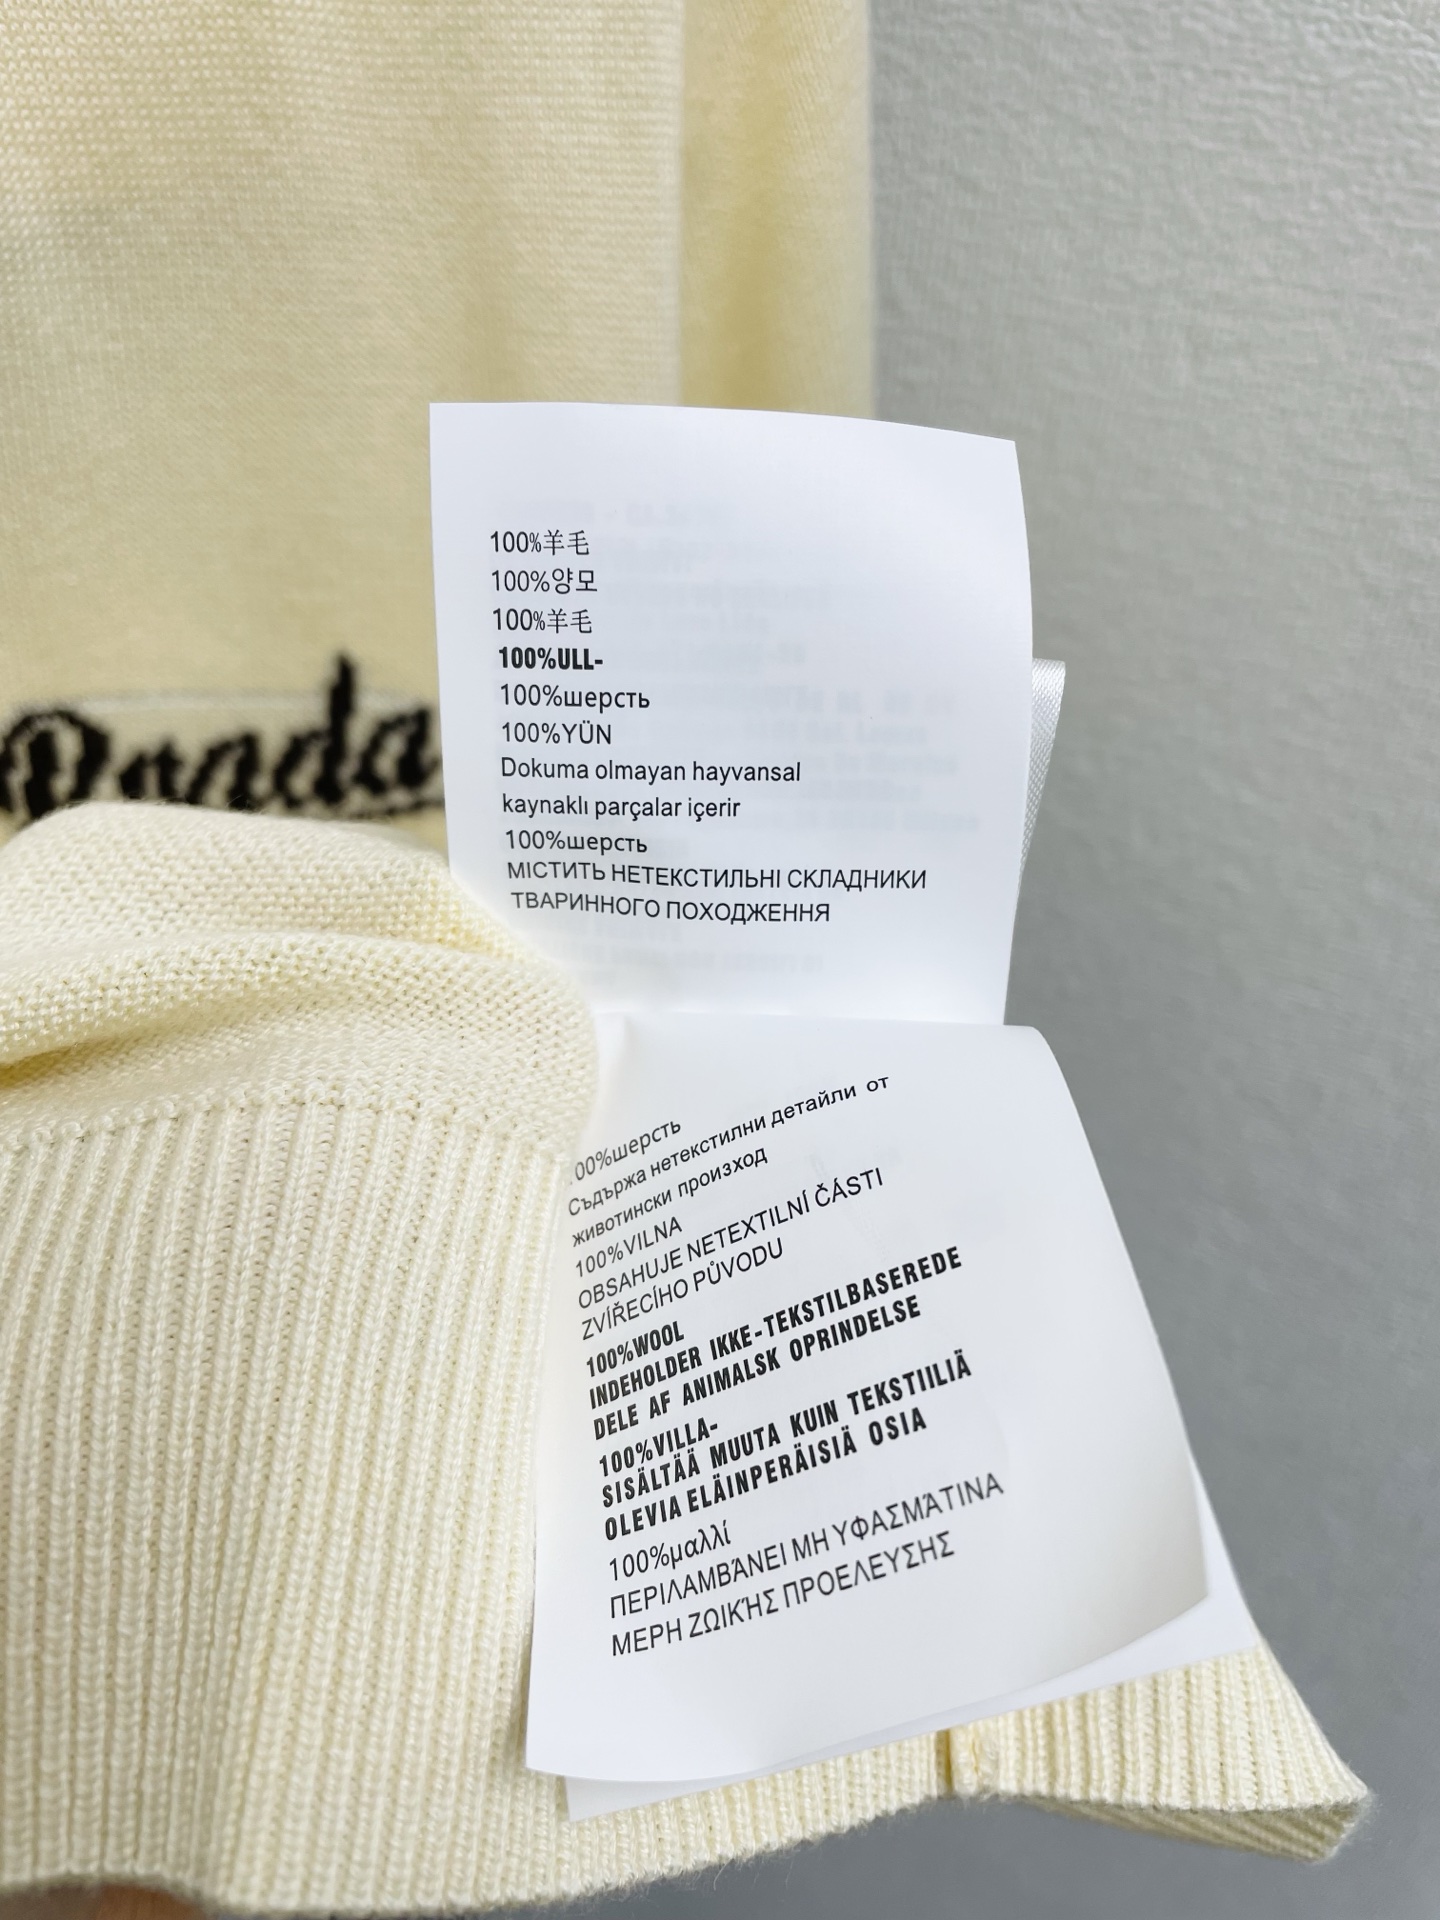 Prada
100%羊毛
100%양모
100%羊毛
100%ULL-
100%шерсть
100%YÜN
Dokuma olmayan hayvansal
kaynaklı parçalar içerir
100%шерсть
МІСТИТЬ НЕТЕКСТИЛЬНІ СКЛАДНИКИ
ТВАРИННОГО ПОХОДЖЕННЯ
00%шерсть
Съдържа нетекстилни детайли от
животински произход
100%VILNA
OBSAHUJE NETEXTILNÍ ČÁSTI
ZVÍŘECÍHO PŮVODU
100%WOOL
INDEHOLDER IKKE-TEKSTILBASEREDE
DELE AF ANIMALSK OPRINDELSE
100%VILLA-
SISÄLTÄÄ MUUTA KUIN TEKSTIILIÄ
OLEVIA ELÄINPERÄISIÄ OSIA
100%μαλλί
ΠΕΡΙΛΑΜΒΆΝΕΙ ΜΗ ΥΦΑΣΜΆΤΙΝΑ
ΜΕΡΗ ΖΩΙΚΉΣ ΠΡΟΕΛΕΥΣΗΣ